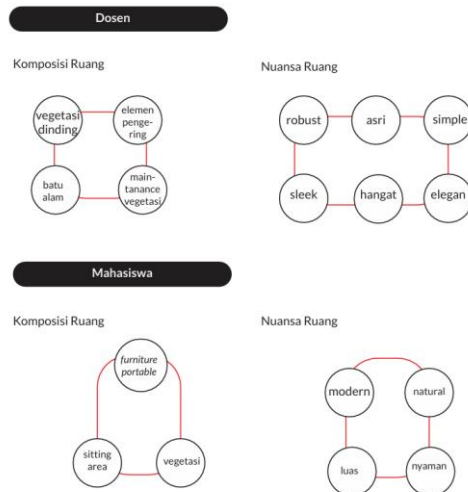 Dosen
Komposisi Ruang
Nuansa Ruang
vegetasi
dinding
elemen
penge-
ring
batu
alam
main-
tanance
vegetasi
robust
asri
simple
sleek
hangat
elegan
Mahasiswa
Komposisi Ruang
Nuansa Ruang
furniture
portable
sitting
area
vegetasi
modern
natural
luas
nyaman